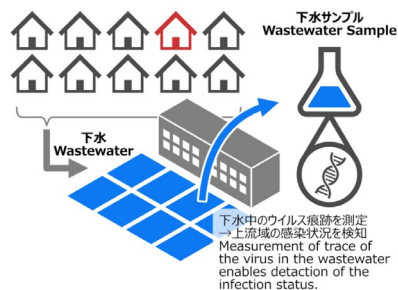 下水サンプル
Wastewater Sample
下水
Wastewater
下水中のウイルス痕跡を測定
→上流域の感染状況を検知
Measurement of trace of
the virus in the wastewater
enables detaction of the
infection status.